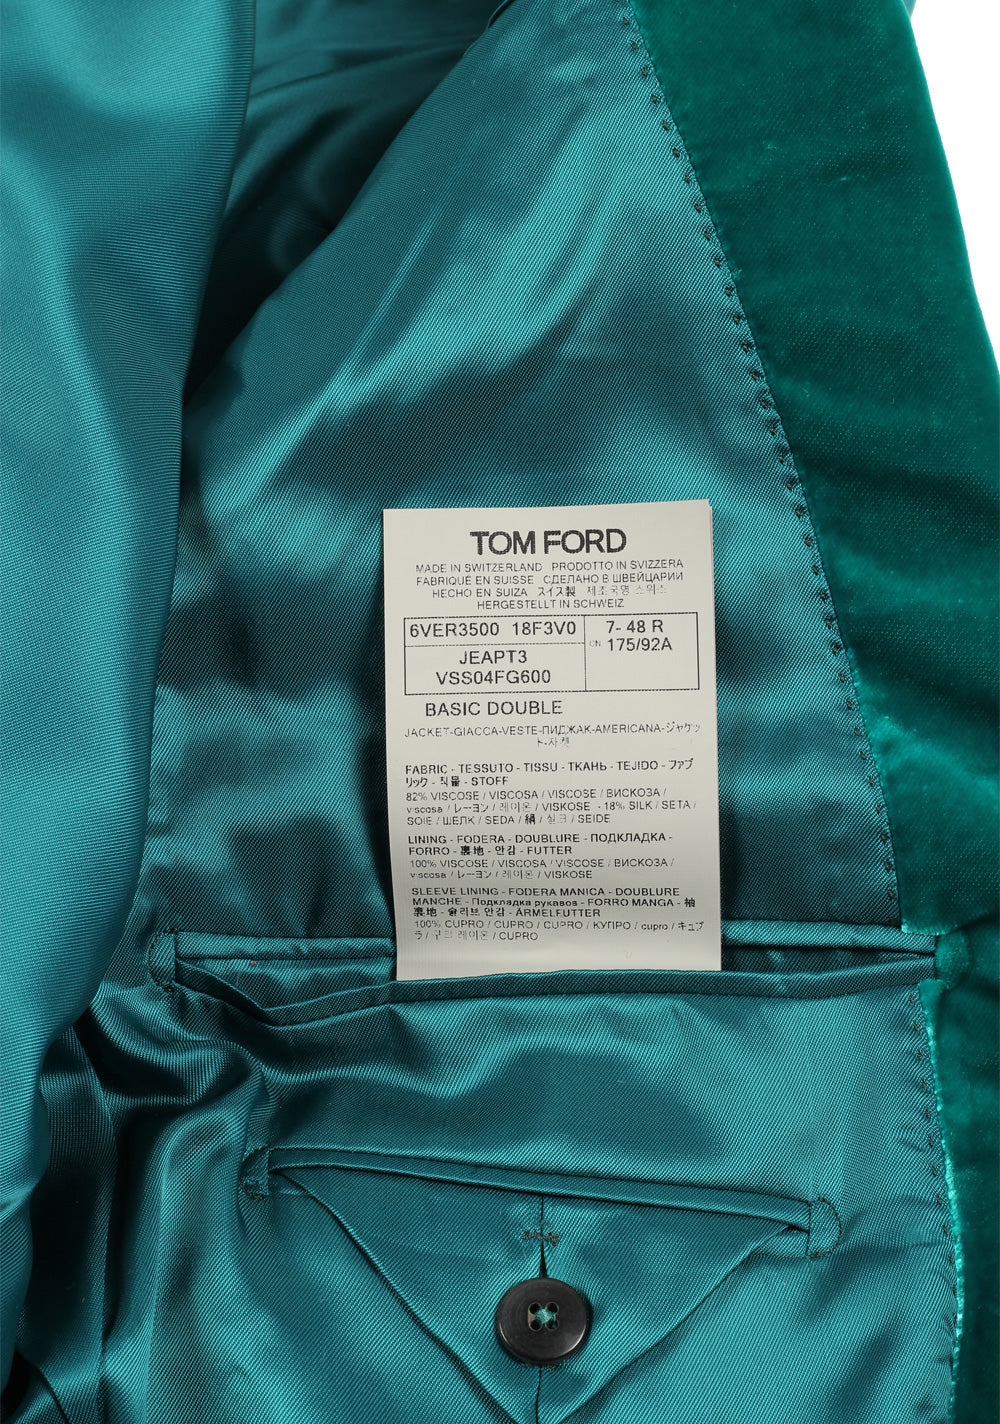 TOM FORD
MADE IN SWITZERLAND PRODOTTO IN SVIZZERA
FABRIQUÉ EN SUISSE СДЕЛАНО В ШВЕЙЦАРИИ
HECHO EN SUIZA スイス製 제조국명 스위스
HERGESTELLT IN SCHWEIZ
6VER3500 18F3V0
7- 48 R
CN 175/92A
JEAPT3
VSS04FG600
BASIC DOUBLE
JACKET-GIACCA-VESTE-ПИДЖАК-AMERICANA-ジャケッ
ト-자켓
FABRIC - TESSUTO - TISSU - ТКАНЬ - TEJIDO - ファブ
リック - 직물 - STOFF
82% VISCOSE / VISCOSA / VISCOSE / ВИСКОЗА /
viscosa / レーヨン / 레이온 / VISKOSE - 18% SILK / SETA /
SOIE / ШЕЛК / SEDA / 絹 / 실크 / SEIDE
LINING - FODERA - DOUBLURE - ПОДКЛАДКА -
FORRO - 裏地 - 안감 - FUTTER
100% VISCOSE / VISCOSA / VISCOSE / ВИСКОЗА /
viscosa / レーヨン / 레이온 / VISKOSE
SLEEVE LINING - FODERA MANICA - DOUBLURE
MANCHE - Подкладка рукавов - FORRO MANGA - 袖
裏地 - 슬리브 안감 - ÄRMELFUTTER
100% CUPRO / CUPRO / CUPRO / КУПРО / cupro / キュプ
ラ / 구리 레이온 / CUPRO